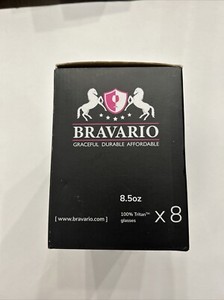 BRAVARIO
GRACEFUL DURABLE AFFORDABLE
8.5oz
[ www.bravario.com ]
100% Tritan™
glasses
x 8